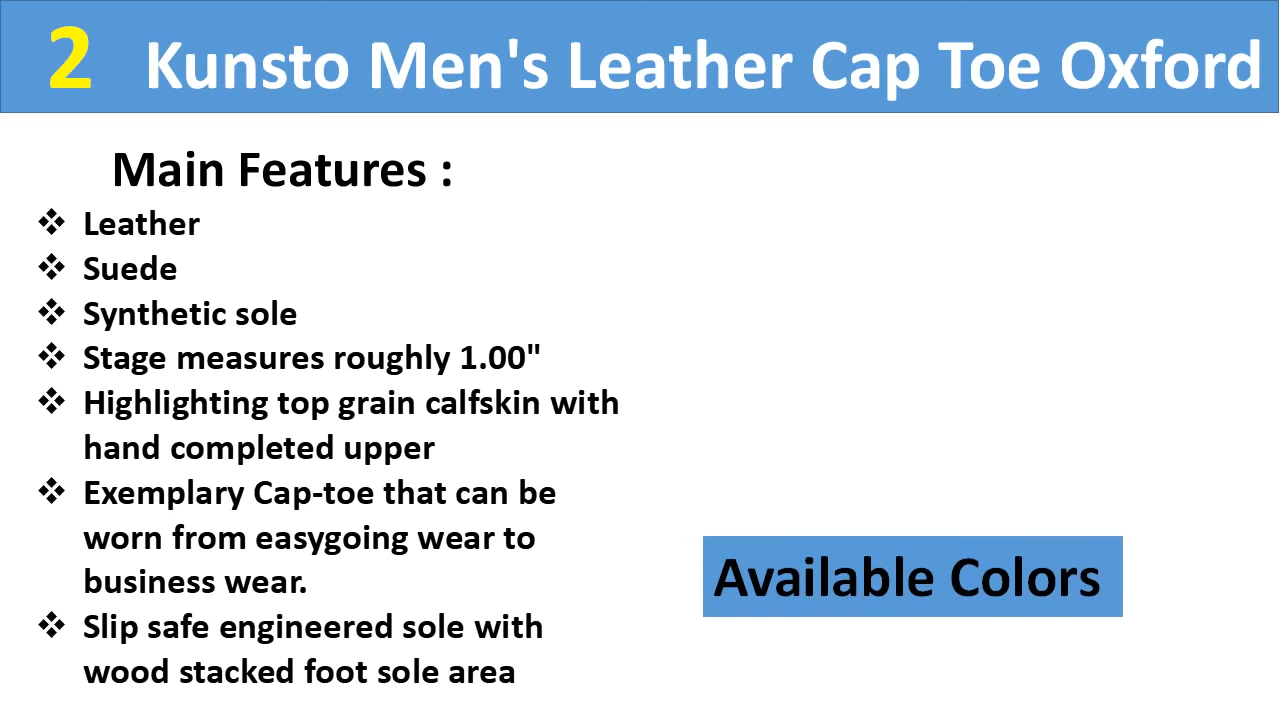 2 Kunsto Men's Leather Cap Toe Oxford
Main Features :
❖ Leather
❖ Suede
❖ Synthetic sole
❖ Stage measures roughly 1.00"
❖ Highlighting top grain calfskin with
hand completed upper
❖ Exemplary Cap-toe that can be
worn from easygoing wear to
business wear.
❖ Slip safe engineered sole with
wood stacked foot sole area
Available Colors